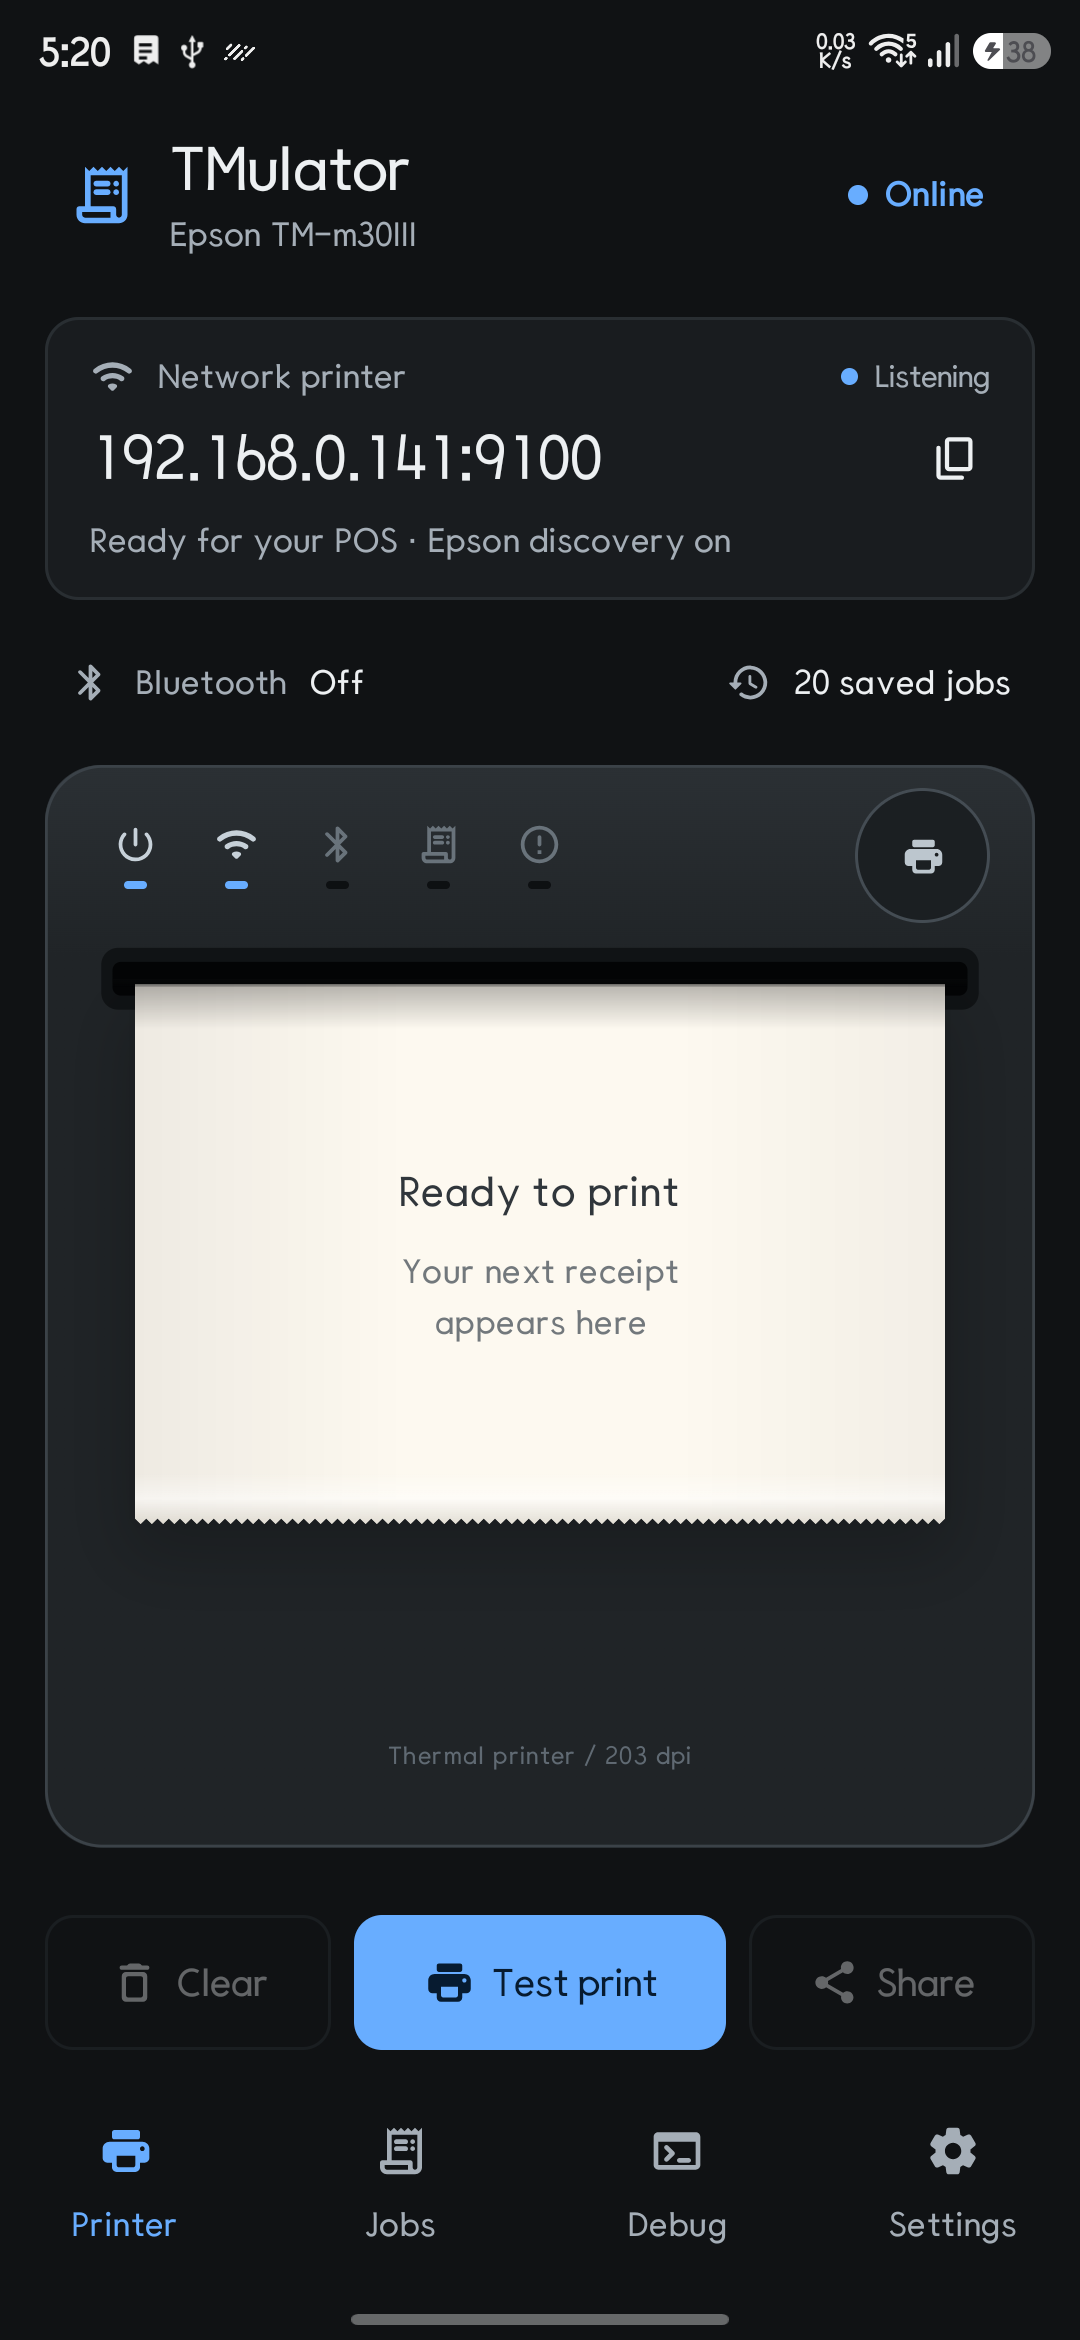 5:20
0.03
K/s
5
38
TMulator
Epson TM-m30III
Online
Network printer
Listening
192.168.0.141:9100
Ready for your POS · Epson discovery on
Bluetooth Off
20 saved jobs
Ready to print
Your next receipt
appears here
Thermal printer / 203 dpi
Clear
Test print
Share
Printer
Jobs
Debug
Settings